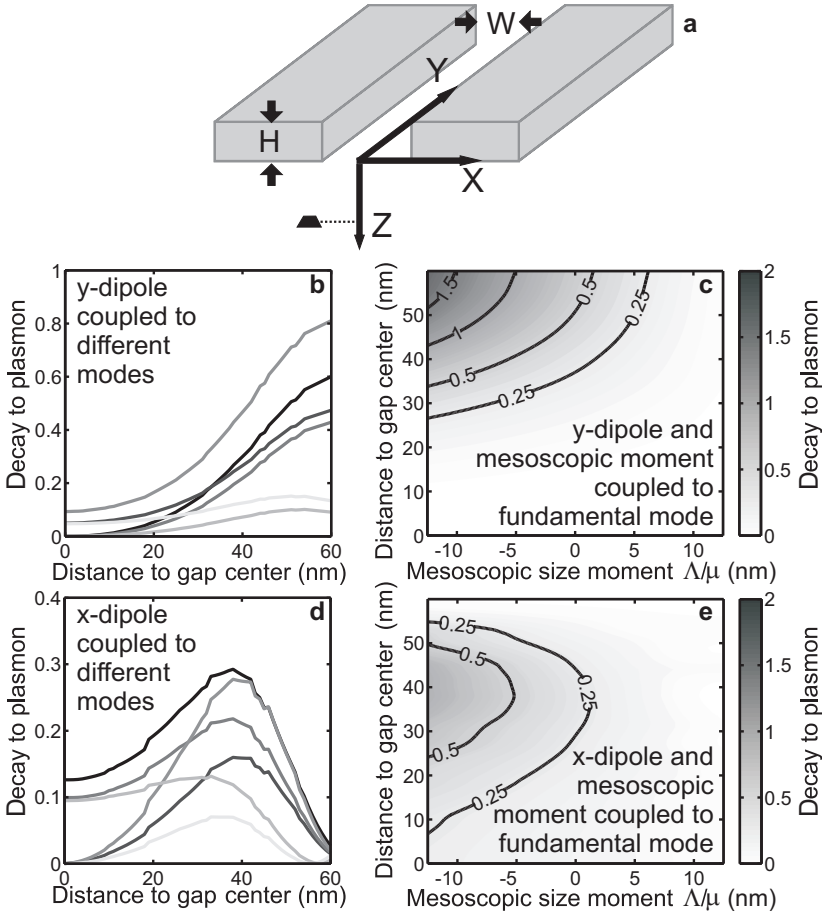 a
W
Y
H
X
Z
b
y-dipole
coupled to
different
modes
Decay to plasmon
1
0.8
0.6
0.4
0.2
0
0
20
40
60
Distance to gap center (nm)
c
1.5
1
0.5
0.5
0.25
0.25
y-dipole and
mesoscopic moment
coupled to
fundamental mode
Distance to gap center (nm)
50
40
30
20
10
0
-10
-5
0
5
10
Mesoscopic size moment Λ/μ (nm)
2
1.5
1
0.5
0
Decay to plasmon
d
x-dipole
coupled to
different
modes
Decay to plasmon
0.4
0.3
0.2
0.1
0
0
20
40
60
Distance to gap center (nm)
e
0.25
0.5
0.25
0.5
0.25
x-dipole and
mesoscopic
moment coupled to
fundamental mode
Distance to gap center (nm)
50
40
30
20
10
0
-10
-5
0
5
10
Mesoscopic size moment Λ/μ (nm)
2
1.5
1
0.5
0
Decay to plasmon